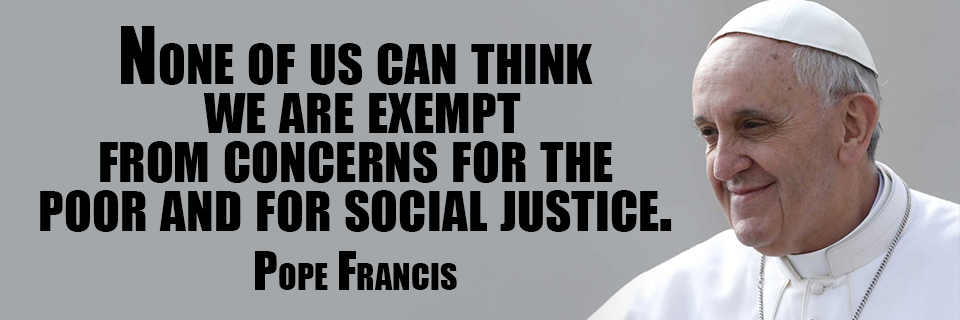 NONE OF US CAN THINK
WE ARE EXEMPT
FROM CONCERNS FOR THE
POOR AND FOR SOCIAL JUSTICE.
POPE FRANCIS